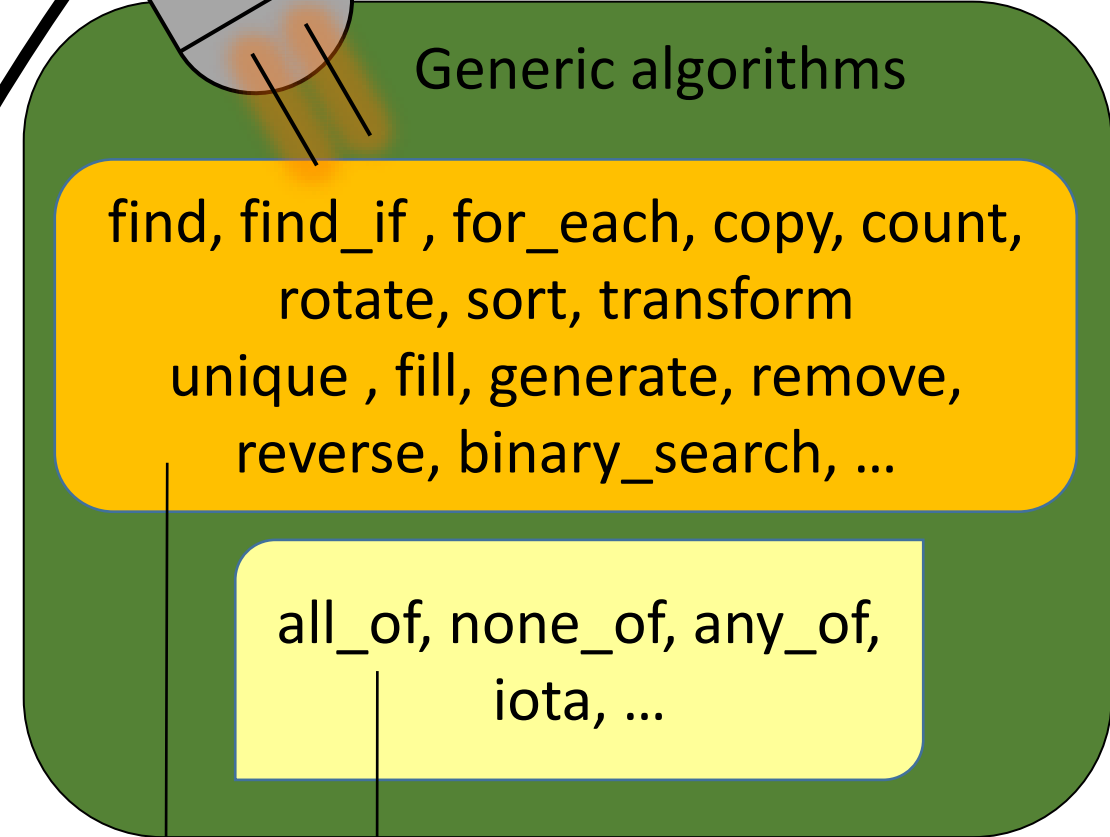 Generic algorithms
find, find_if , for_each, copy, count,
rotate, sort, transform
unique , fill, generate, remove,
reverse, binary_search, ...
all_of, none_of, any_of,
iota, ...